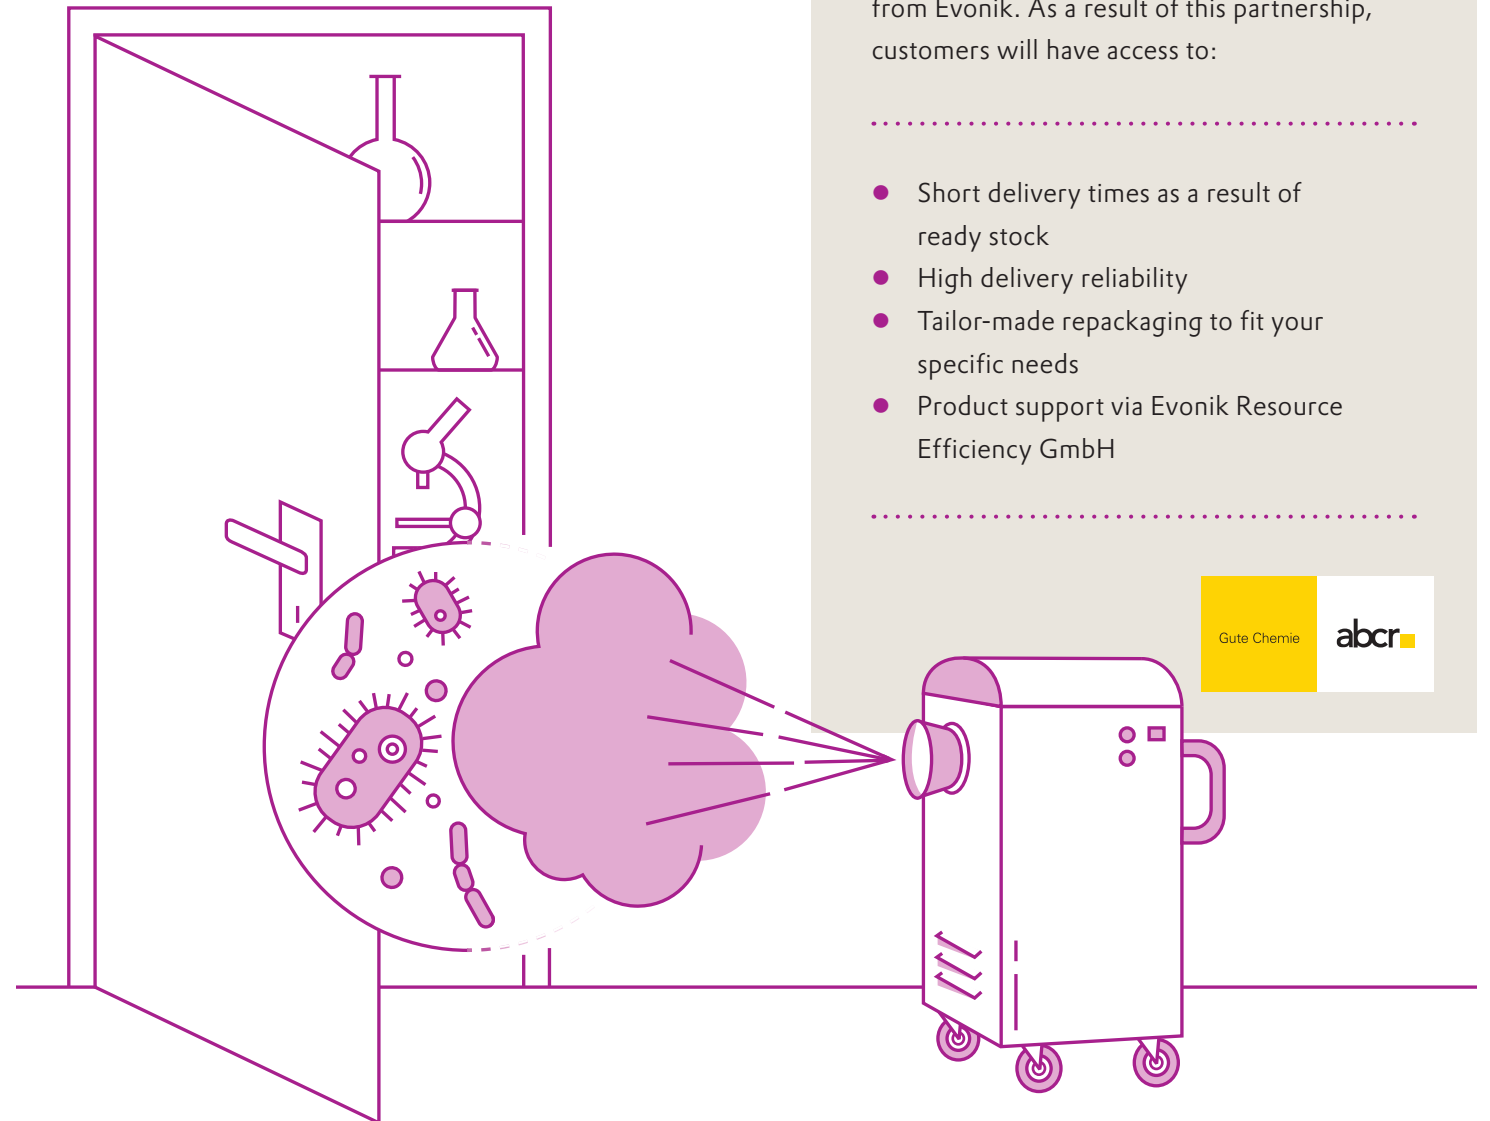 from Evonik. As a result of this partnership,
customers will have access to:
Short delivery times as a result of
ready stock
High delivery reliability
Tailor-made repackaging to fit your
specific needs
Product support via Evonik Resource
Efficiency GmbH
Gute Chemie
abcr